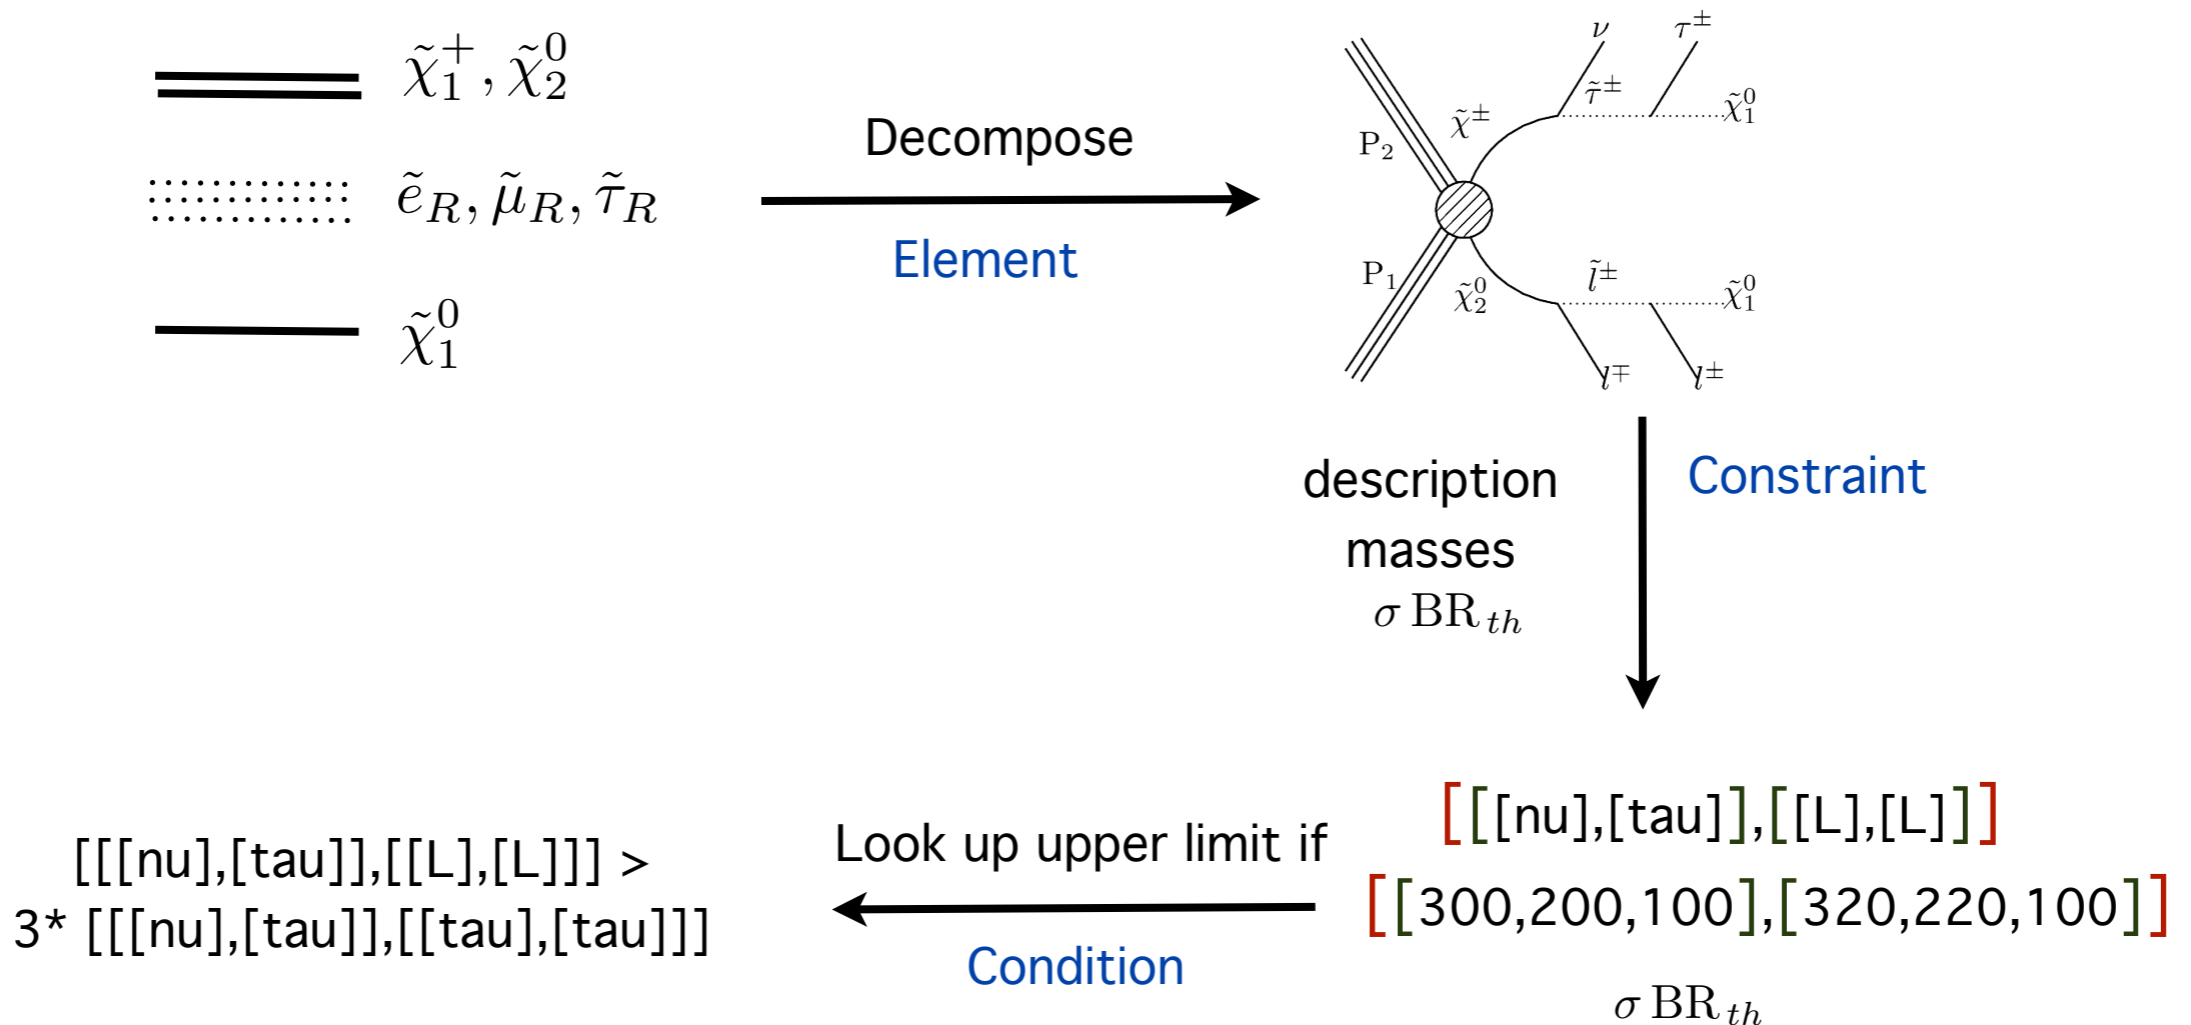 χ̃₁⁺, χ̃₂⁰
ẽ_R, μ̃_R, τ̃_R
χ̃₁⁰
Decompose
Element
ν
τ±
τ̃±
χ̃₁⁰
χ̃±
P₂
P₁
χ̃₂⁰
l̃±
χ̃₁⁰
l∓
l±
description
masses
σ BR_th
Constraint
[[[nu],[tau]],[[L],[L]]]
[[300,200,100],[320,220,100]]
σ BR_th
Look up upper limit if
Condition
[[[nu],[tau]],[[L],[L]]] >
3* [[[nu],[tau]],[[tau],[tau]]]